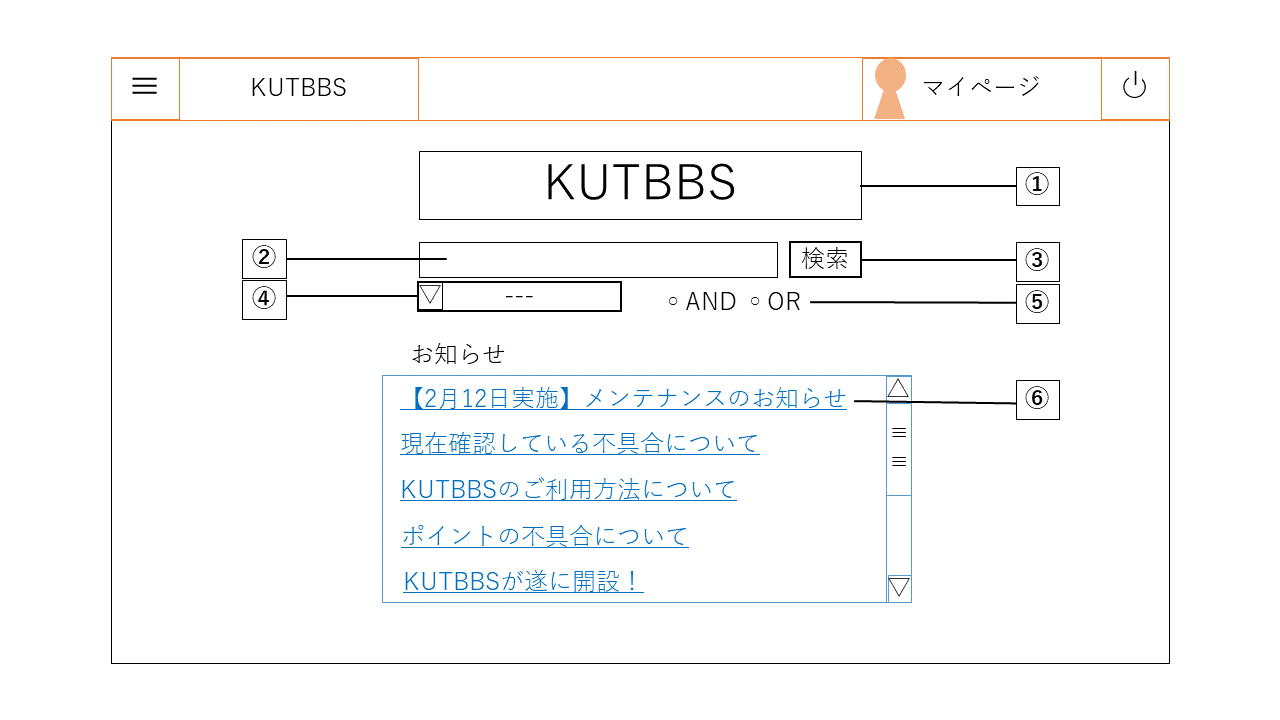 KUTBBS マイページ
KUTBBS ①
② 検索 ③
④ --- AND OR ⑤
お知らせ
【2月12日実施】メンテナンスのお知らせ ⑥
現在確認している不具合について
KUTBBSのご利用方法について
ポイントの不具合について
KUTBBSが遂に開設！